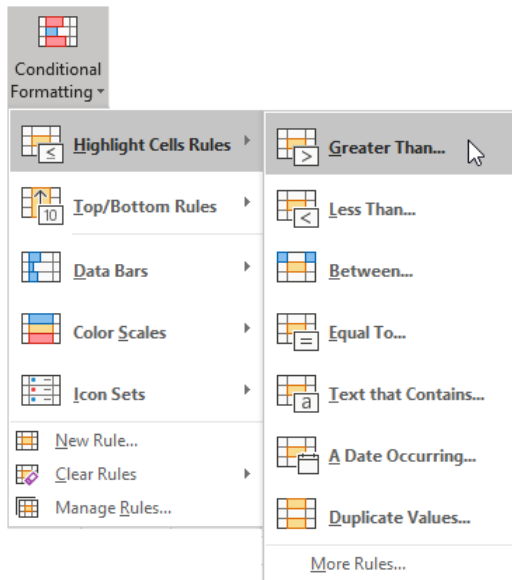 Conditional
Formatting
Highlight Cells Rules
Top/Bottom Rules
10
Data Bars
Color Scales
Icon Sets
New Rule...
Clear Rules
Manage Rules...
≤
>
Greater Than...
<
Less Than...
Between...
=
Equal To...
a
Text that Contains...
A Date Occurring...
Duplicate Values...
More Rules...